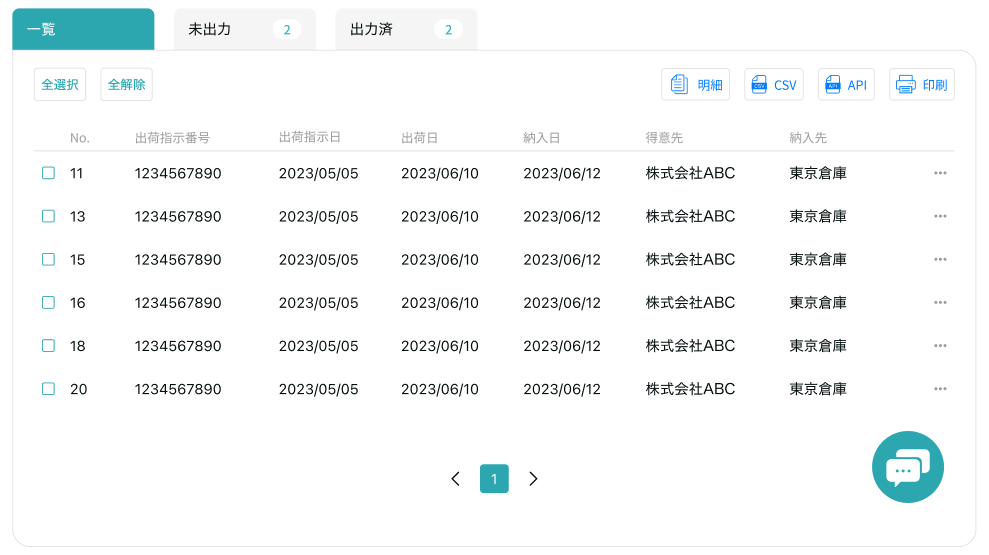 一覧 未出力 2 出力済 2
全選択 全解除 明細 CSV CSV API API 印刷
No. 出荷指示番号 出荷指示日 出荷日 納入日 得意先 納入先
11 1234567890 2023/05/05 2023/06/10 2023/06/12 株式会社ABC 東京倉庫
13 1234567890 2023/05/05 2023/06/10 2023/06/12 株式会社ABC 東京倉庫
15 1234567890 2023/05/05 2023/06/10 2023/06/12 株式会社ABC 東京倉庫
16 1234567890 2023/05/05 2023/06/10 2023/06/12 株式会社ABC 東京倉庫
18 1234567890 2023/05/05 2023/06/10 2023/06/12 株式会社ABC 東京倉庫
20 1234567890 2023/05/05 2023/06/10 2023/06/12 株式会社ABC 東京倉庫
1